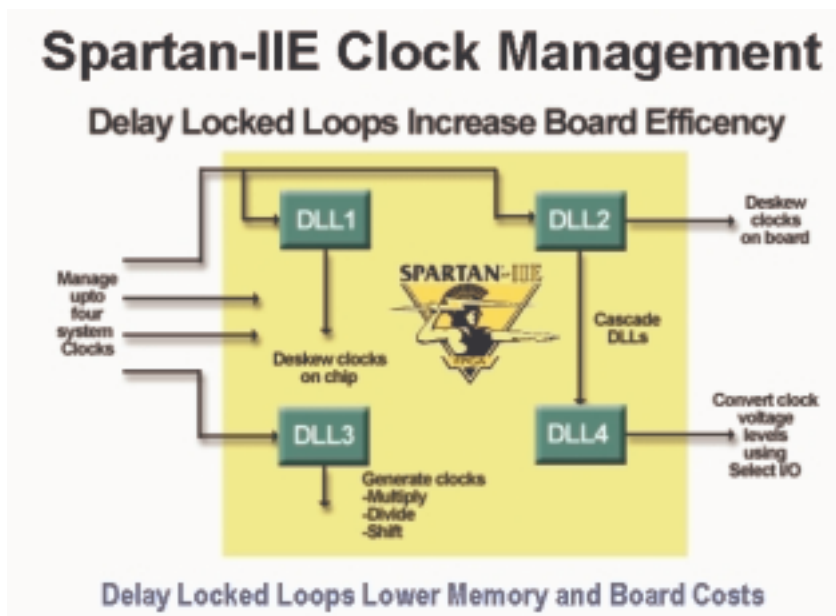 Spartan-IIE Clock Management
Delay Locked Loops Increase Board Efficency
DLL1
DLL2
Deskew
clocks
on board
Manage
upto
four
system
Clocks
SPARTAN-IIE
FPGA
Deskew clocks
on chip
Cascade
DLLs
DLL3
DLL4
Convert clock
voltage
levels
using
Select I/O
Generate clocks
-Multiply
-Divide
-Shift
Delay Locked Loops Lower Memory and Board Costs